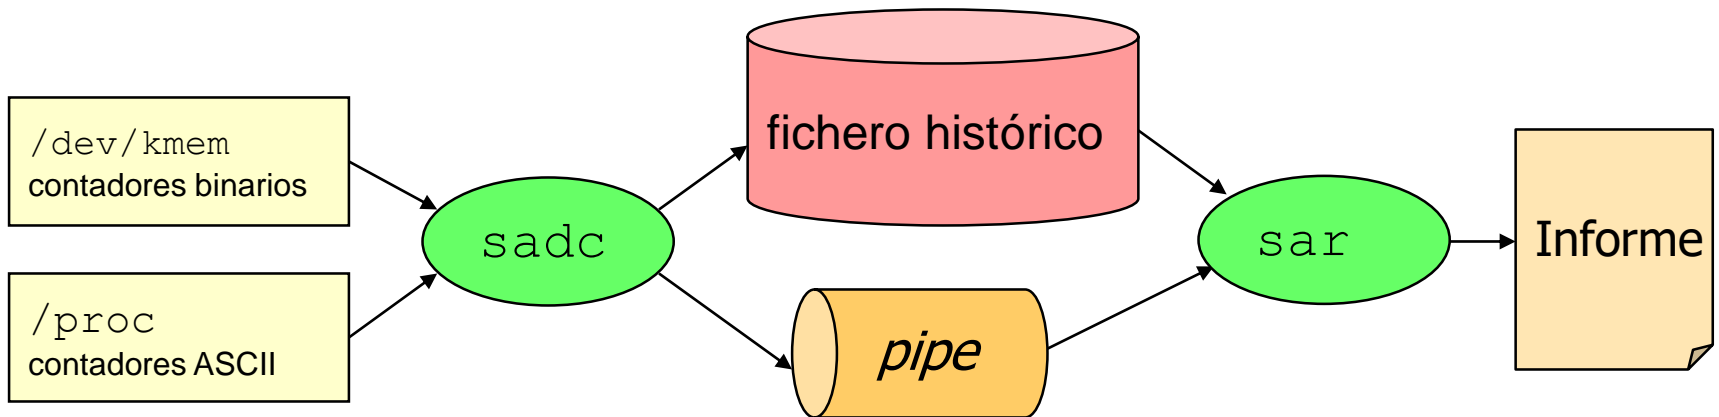 /dev/kmem
contadores binarios
/proc
contadores ASCII
sadc
fichero histórico
pipe
sar
Informe